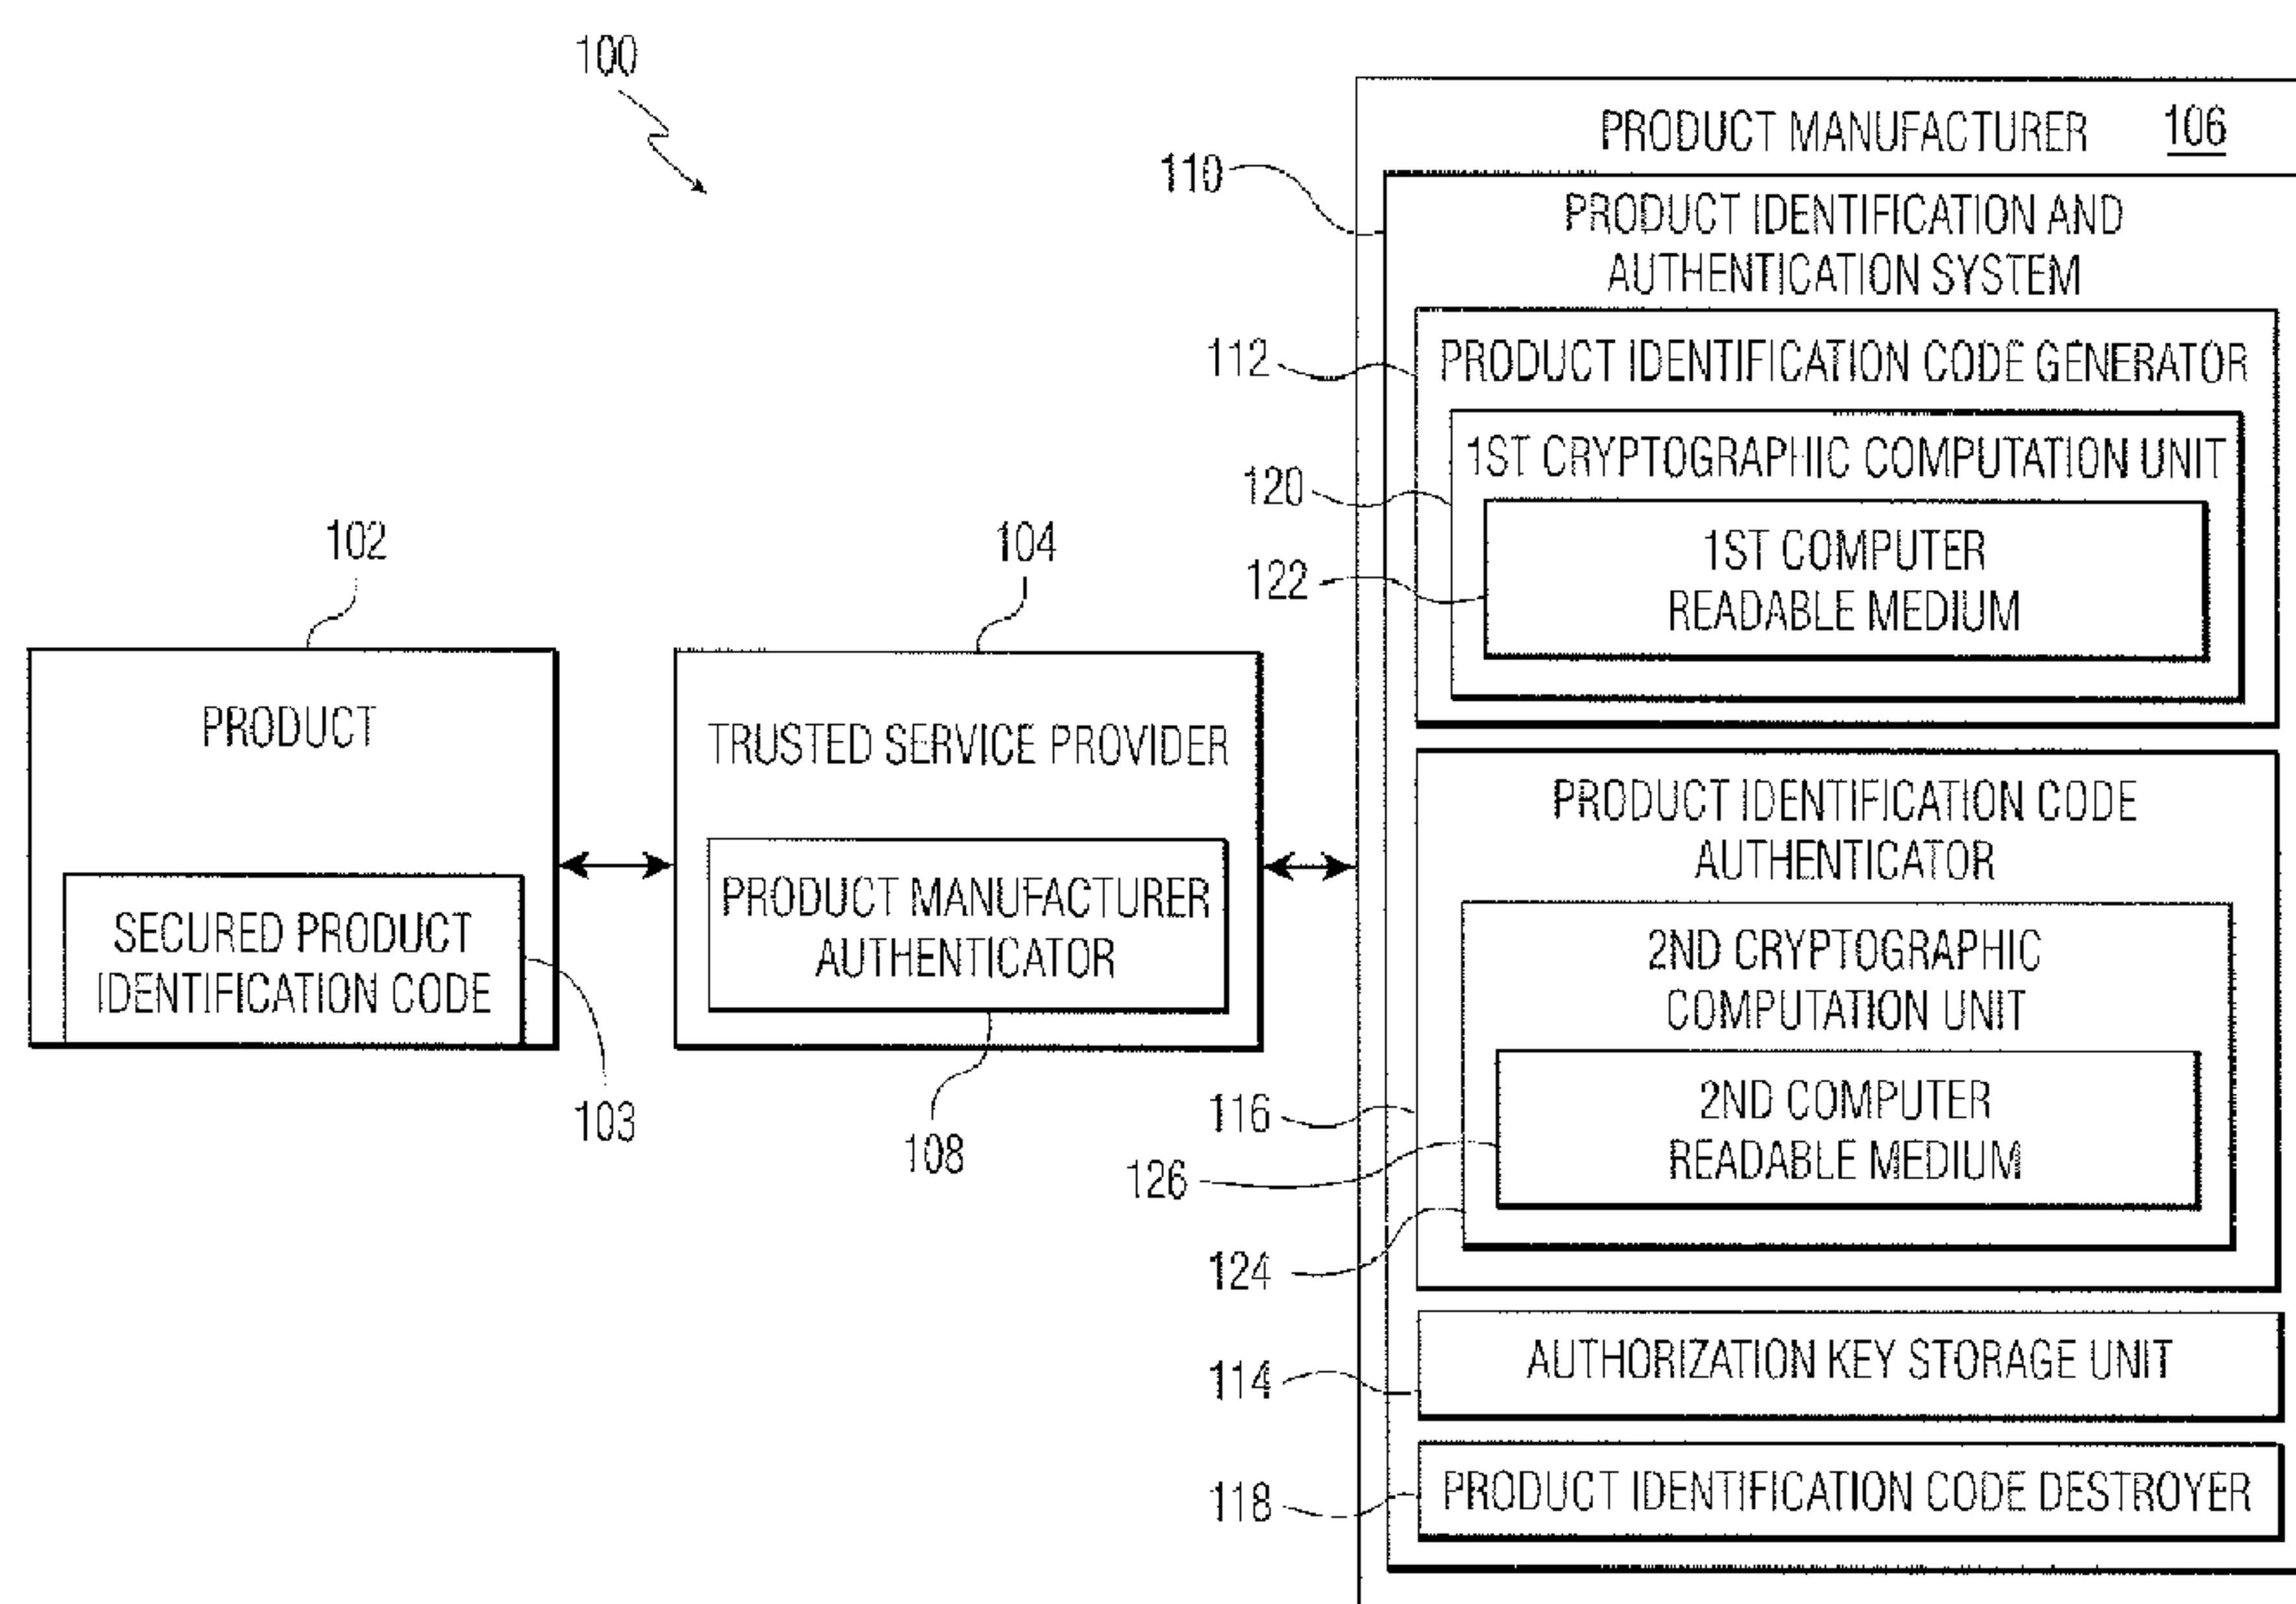 100
PRODUCT MANUFACTURER 106
110
PRODUCT IDENTIFICATION AND
AUTHENTICATION SYSTEM
112
PRODUCT IDENTIFICATION CODE GENERATOR
1ST CRYPTOGRAPHIC COMPUTATION UNIT
120
1ST COMPUTER
READABLE MEDIUM
122
102
PRODUCT
SECURED PRODUCT
IDENTIFICATION CODE
103
104
TRUSTED SERVICE PROVIDER
PRODUCT MANUFACTURER
AUTHENTICATOR
108
PRODUCT IDENTIFICATION CODE
AUTHENTICATOR
2ND CRYPTOGRAPHIC
COMPUTATION UNIT
2ND COMPUTER
READABLE MEDIUM
116
126
124
AUTHORIZATION KEY STORAGE UNIT
114
PRODUCT IDENTIFICATION CODE DESTROYER
118